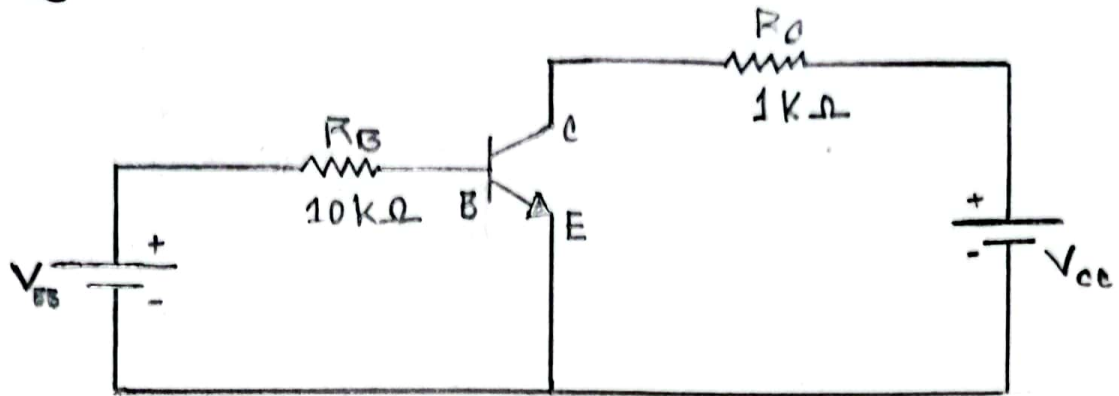 RC
1KΩ
RB
10KΩ
C
B
E
+
-
VBB
+
-
Vcc